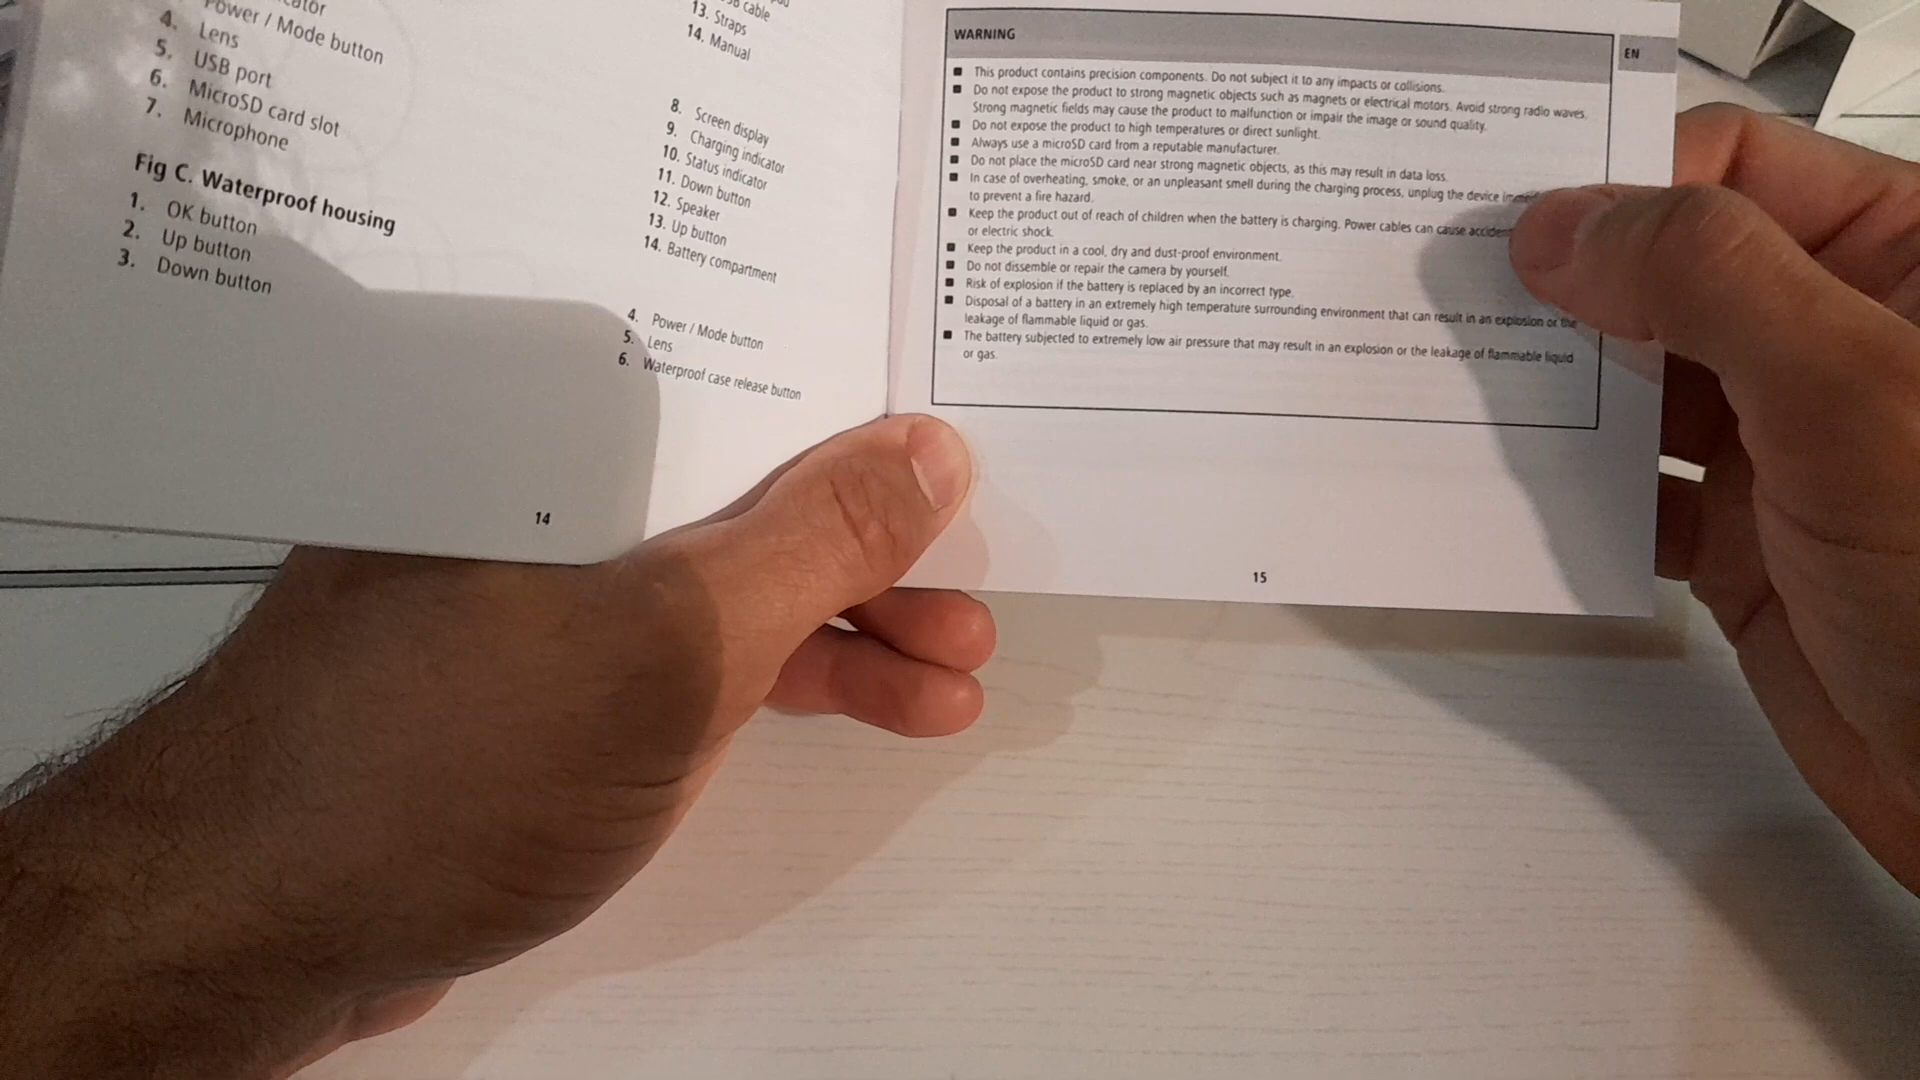 Power / Mode button
4. Lens
5. USB port
6. MicroSD card slot
7. Microphone
cable
13. Straps
14. Manual
8. Screen display
9. Charging indicator
10. Status indicator
11. Down button
12. Speaker
13. Up button
14. Battery compartment
Fig C. Waterproof housing
1. OK button
2. Up button
3. Down button
4. Power / Mode button
5. Lens
6. Waterproof case release button
14
WARNING
EN
■ This product contains precision components. Do not subject it to any impacts or collisions.
■ Do not expose the product to strong magnetic objects such as magnets or electrical motors. Avoid strong radio waves.
Strong magnetic fields may cause the product to malfunction or impair the image or sound quality.
■ Do not expose the product to high temperatures or direct sunlight.
■ Always use a microSD card from a reputable manufacturer.
■ Do not place the microSD card near strong magnetic objects, as this may result in data loss.
■ In case of overheating, smoke, or an unpleasant smell during the charging process, unplug the device
to prevent a fire hazard.
■ Keep the product out of reach of children when the battery is charging. Power cables can cause
or electric shock.
■ Keep the product in a cool, dry and dust-proof environment.
■ Do not dissemble or repair the camera by yourself.
■ Risk of explosion if the battery is replaced by an incorrect type.
■ Disposal of a battery in an extremely high temperature surrounding environment that can result in an explosion or the
leakage of flammable liquid or gas.
■ The battery subjected to extremely low air pressure that may result in an explosion or the leakage of flammable liquid
or gas.
15